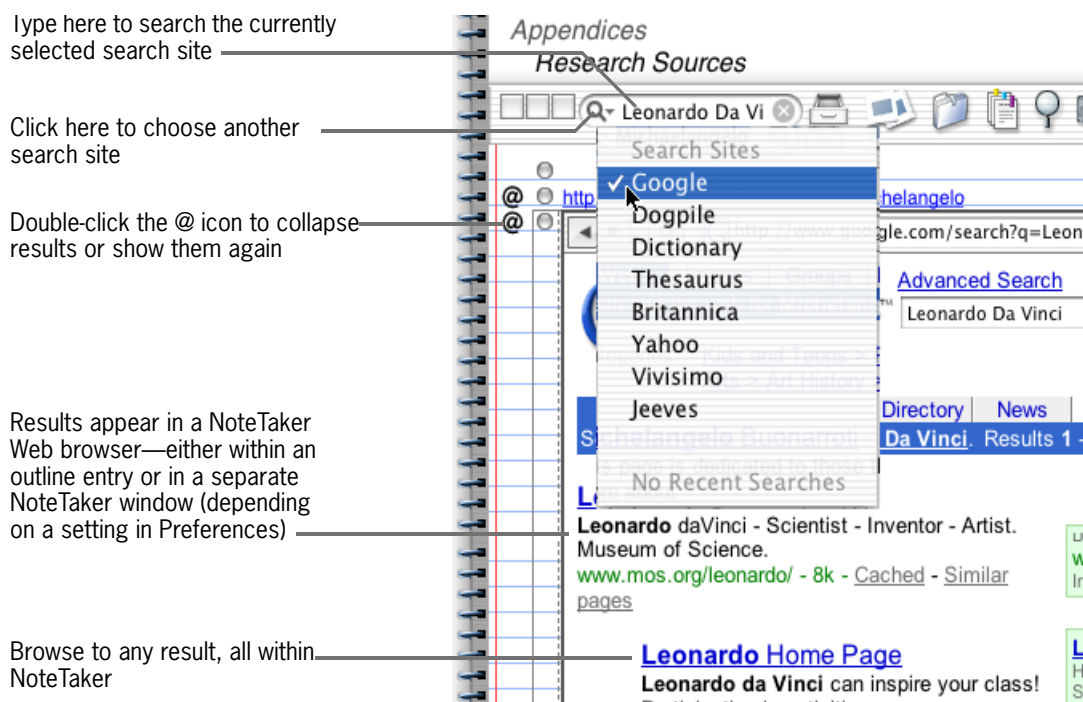 Type here to search the currently
selected search site
Click here to choose another
search site
Double-click the @ icon to collapse
results or show them again
Results appear in a NoteTaker
Web browser—either within an
outline entry or in a separate
NoteTaker window (depending
on a setting in Preferences)
Browse to any result, all within
NoteTaker
Appendices
Research Sources
Leonardo Da Vi
Search Sites
✓ Google
Dogpile
Dictionary
Thesaurus
Britannica
Yahoo
Vivisimo
Jeeves
No Recent Searches
@ http helangelo
@
http://www.google.com/search?q=Leon
Advanced Search
Leonardo Da Vinci
Directory News
Da Vinci. Results 1 -
Leonardo daVinci - Scientist - Inventor - Artist.
Museum of Science.
www.mos.org/leonardo/ - 8k - Cached - Similar
pages
Leonardo Home Page
Leonardo da Vinci can inspire your class!